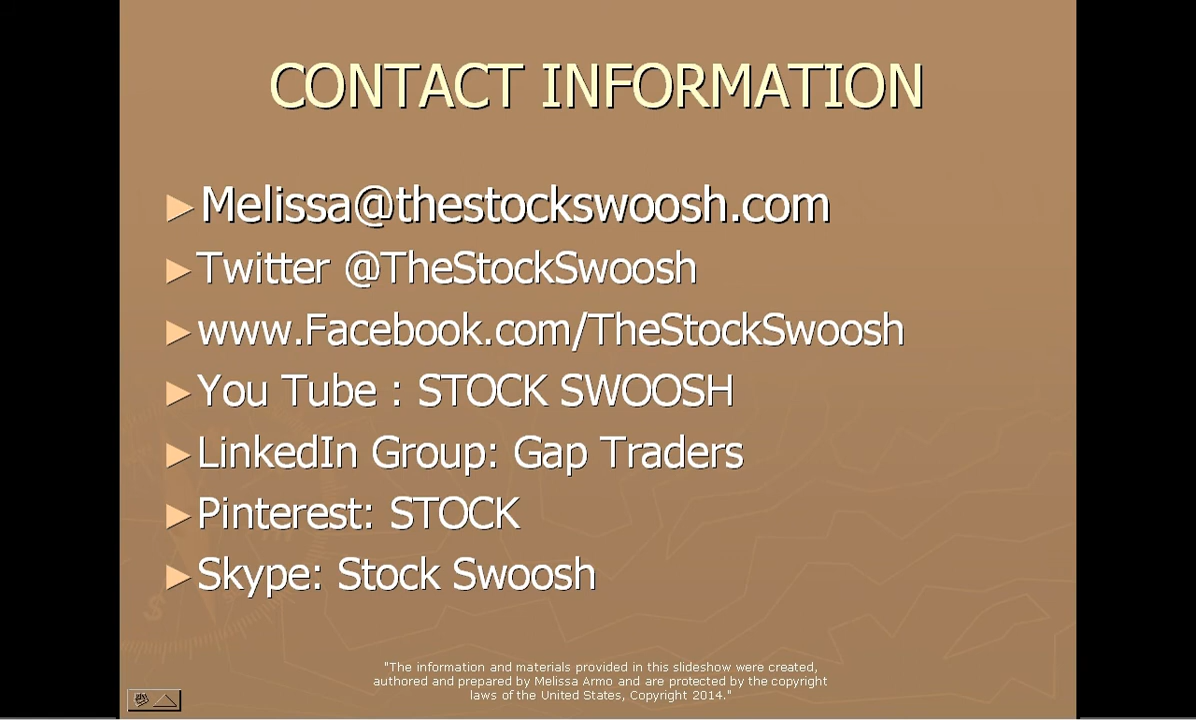 CONTACT INFORMATION
Melissa@thestockswoosh.com
Twitter @TheStockSwoosh
www.Facebook.com/TheStockSwoosh
You Tube : STOCK SWOOSH
LinkedIn Group: Gap Traders
Pinterest: STOCK
Skype: Stock Swoosh
"The information and materials provided in this slideshow were created,
authored and prepared by Melissa Armo and are protected by the copyright
laws of the United States, Copyright 2014."